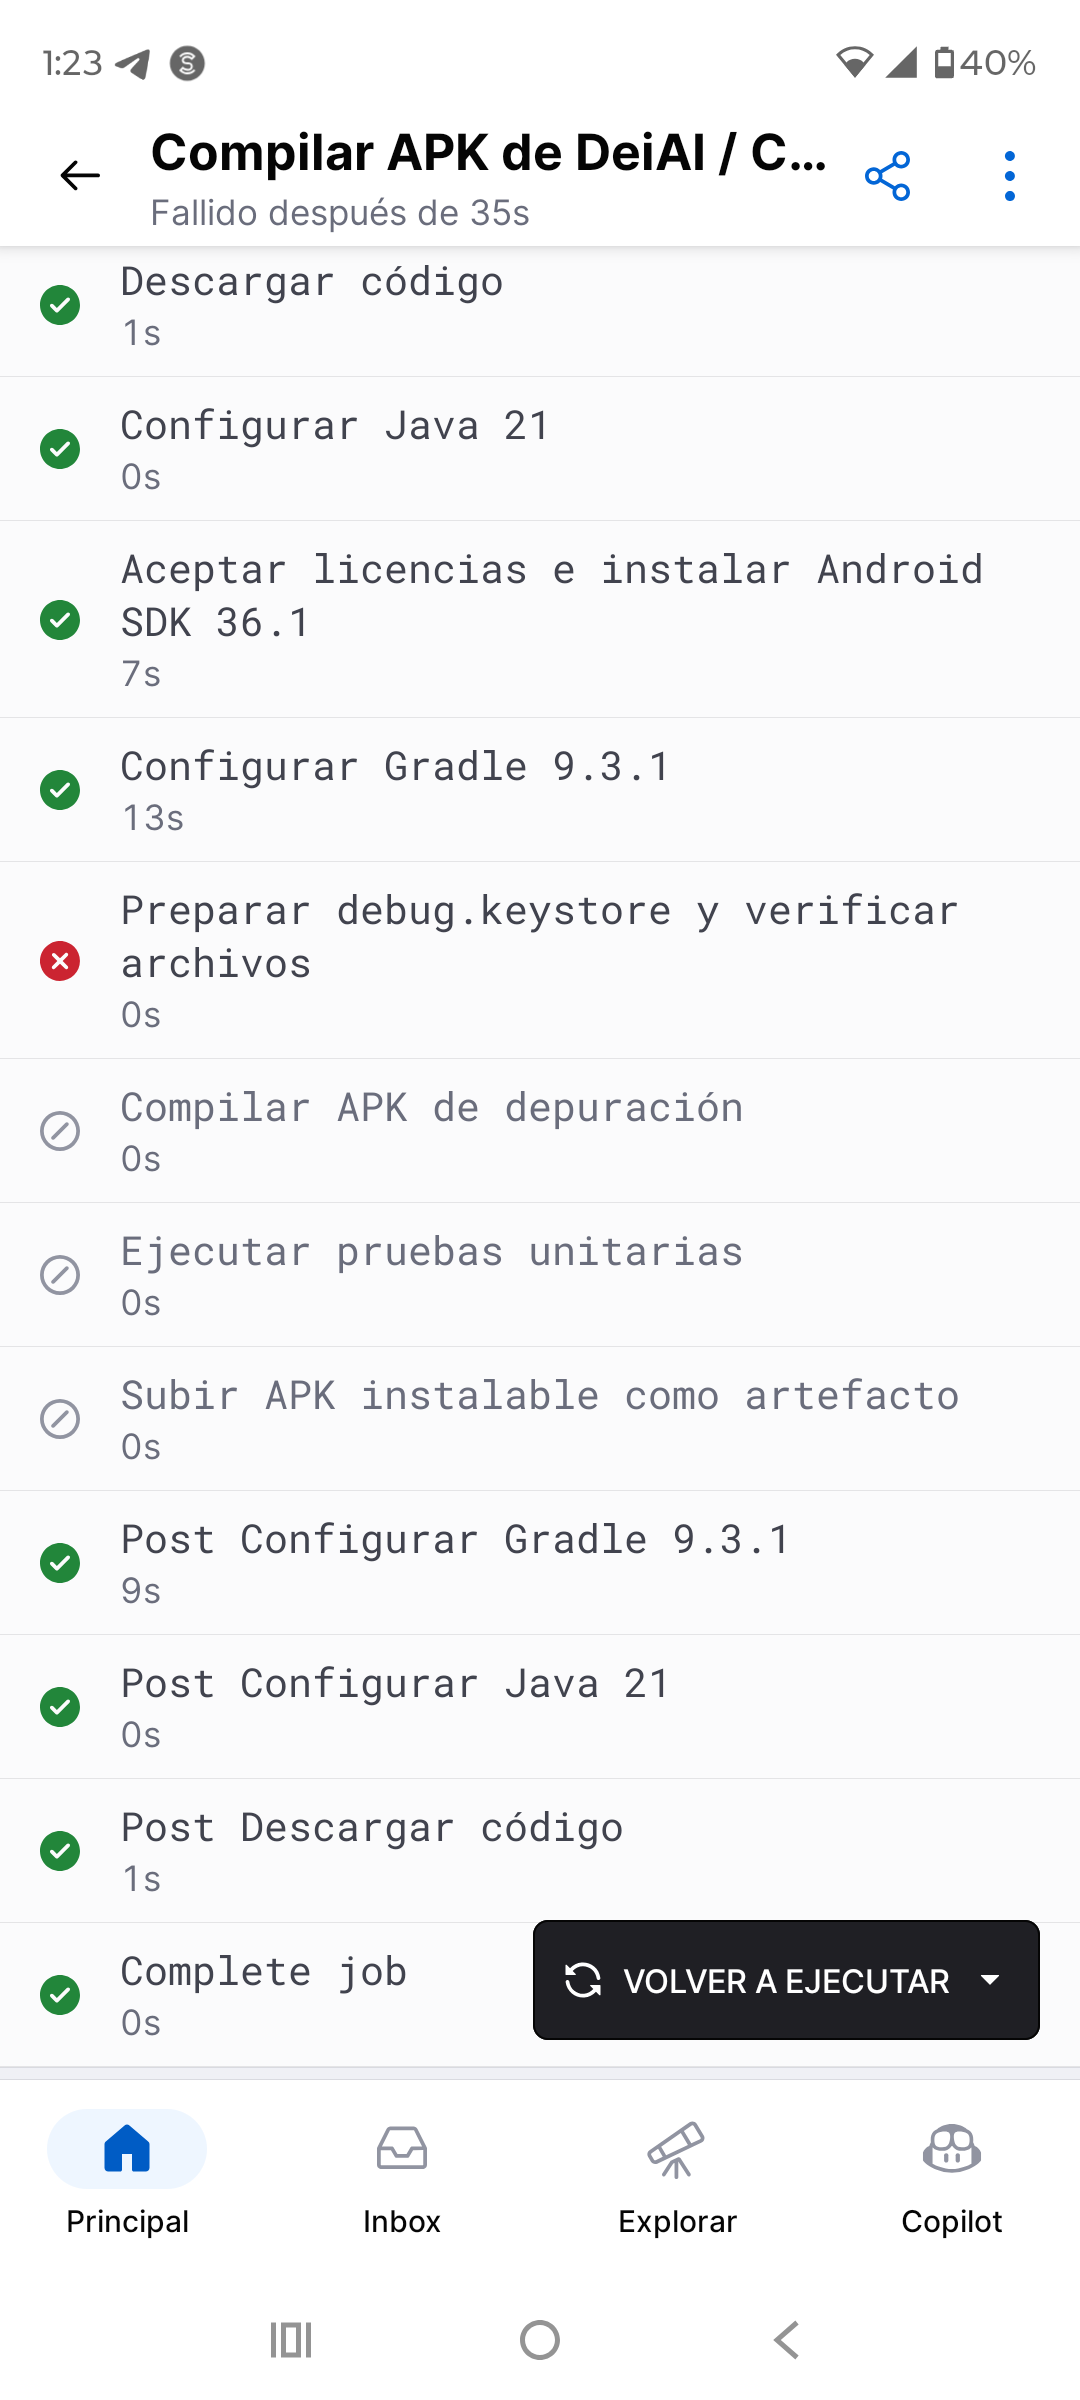 1:23
40%
Compilar APK de DeiAI / C...
Fallido después de 35s
Descargar código
1s
Configurar Java 21
0s
Aceptar licencias e instalar Android
SDK 36.1
7s
Configurar Gradle 9.3.1
13s
Preparar debug.keystore y verificar
archivos
0s
Compilar APK de depuración
0s
Ejecutar pruebas unitarias
0s
Subir APK instalable como artefacto
0s
Post Configurar Gradle 9.3.1
9s
Post Configurar Java 21
0s
Post Descargar código
1s
Complete job
0s
VOLVER A EJECUTAR
Principal
Inbox
Explorar
Copilot